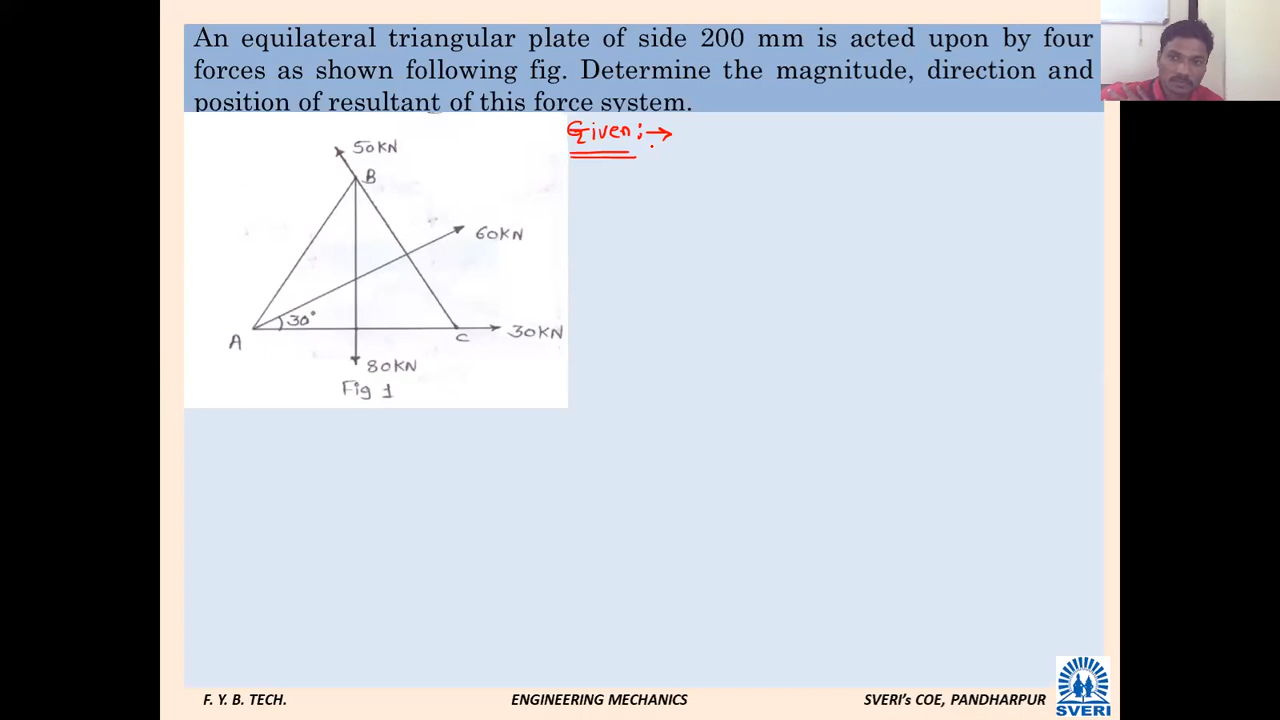 An equilateral triangular plate of side 200 mm is acted upon by four
forces as shown following fig. Determine the magnitude, direction and
position of resultant of this force system.
Given :→
50KN
B
60KN
30°
A
C
30KN
80KN
Fig 1
F. Y. B. TECH.
ENGINEERING MECHANICS
SVERI's COE, PANDHARPUR
SVERI